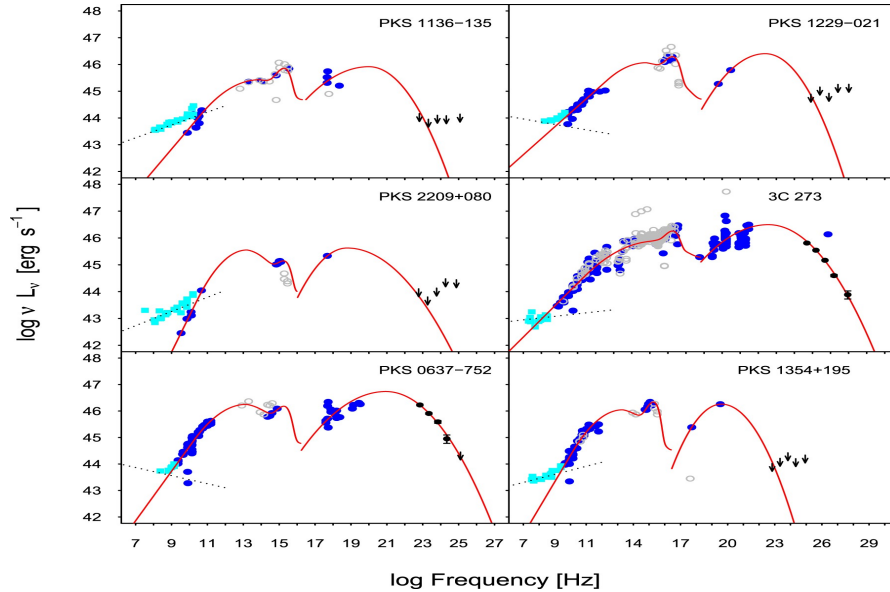 PKS 1136−135
PKS 1229−021
48
47
46
45
44
43
42
PKS 2209+080
3C 273
48
47
46
45
44
43
42
PKS 0637−752
PKS 1354+195
48
47
46
45
44
43
42
log ν Lν [erg s−1]
7 9 11 13 15 17 19 21 23 25 27
8 11 14 17 20 23 26 29
log Frequency [Hz]